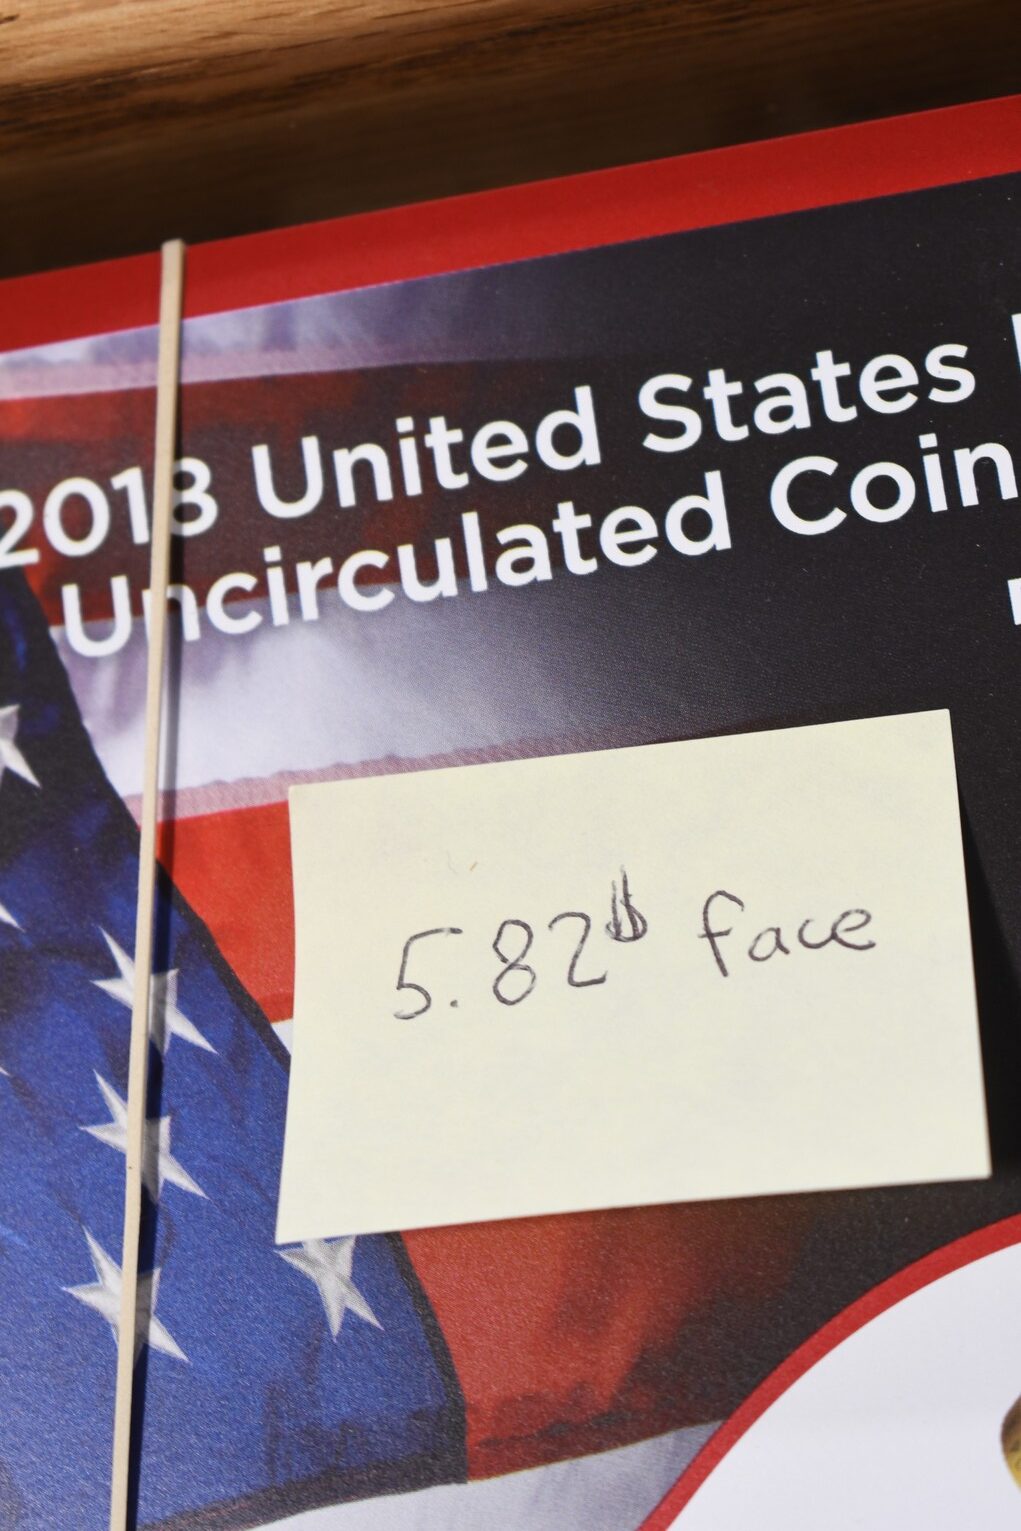 2018 United States
Uncirculated Coin
5.82$ face